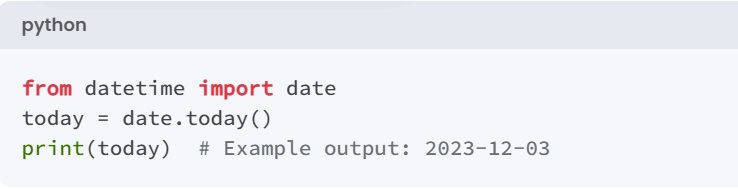 python
from datetime import date
today = date.today()
print(today)  # Example output: 2023-12-03